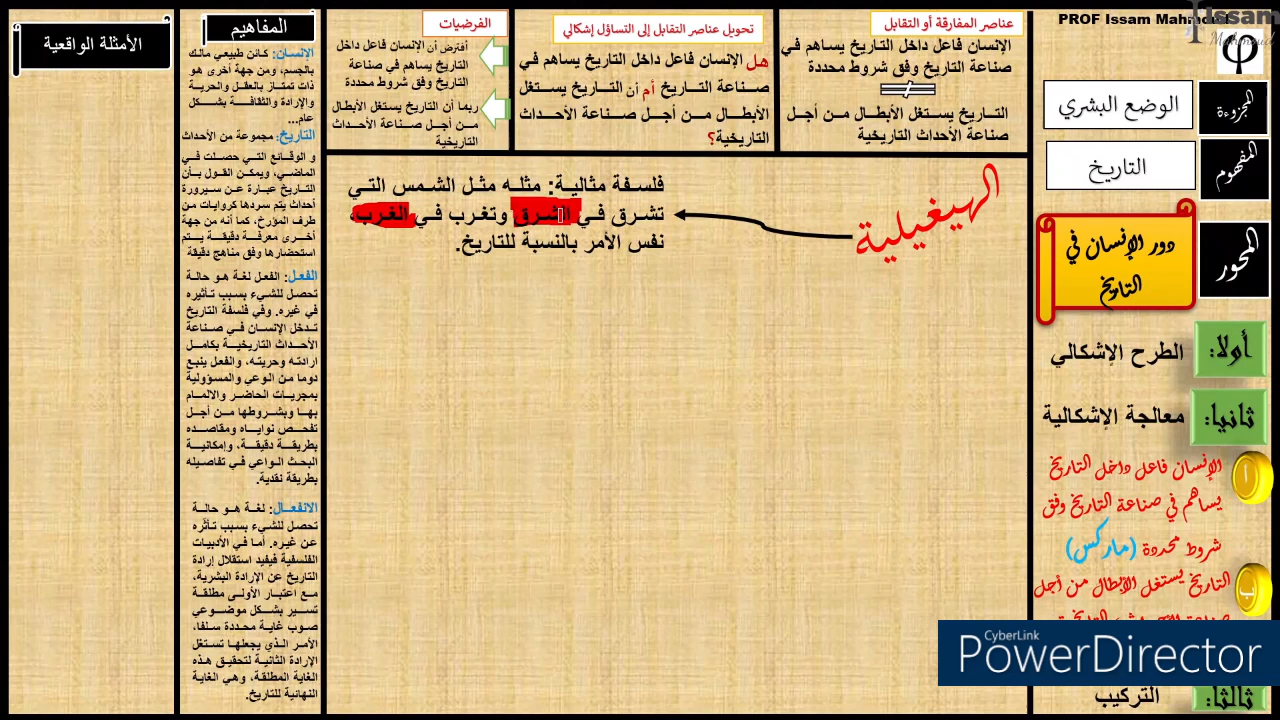 PROF Issam Mahmoud
الوضع البشري
المجزوءة
التاريخ
المفهوم
دور الإنسان في
التاريخ
المحور
أولا:
الطرح الإشكالي
ثانيا:
معالجة الإشكالية
أ
الإنسان فاعل داخل التاريخ
يساهم في صناعة التاريخ وفق
شروط محددة (ماركس)
ب
التاريخ يستغل الأبطال من أجل
ثالثا:
التركيب
CyberLink
PowerDirector
عناصر المفارقة أو التقابل
الإنسان فاعل داخل التاريخ يساهم في
صناعة التاريخ وفق شروط محددة
التاريخ يستغل الأبطال من أجل
صناعة الأحداث التاريخية
تحويل عناصر التقابل إلى التساؤل إشكالي
هل الإنسان فاعل داخل التاريخ يساهم في
صناعة التاريخ أم أن التاريخ يستغل
الأبطال من أجل صناعة الأحداث
التاريخية؟
الفرضيات
أفترض أن الإنسان فاعل داخل
التاريخ يساهم في صناعة
التاريخ وفق شروط محددة
ربما أن التاريخ يستغل الأبطال
من أجل صناعة الأحداث
التاريخية
الهيغيلية
فلسفة مثالية: مثله مثل الشمس التي
تشرق في الشرق وتغرب في الغرب،
نفس الأمر بالنسبة للتاريخ.
المفاهيم
الإنسان: كائن طبيعي مالك
بالجسم، ومن جهة أخرى هو
ذات تمتاز بالعقل والحرية
والإرادة والثقافة بشكل
عام...
التاريخ: مجموعة من الأحداث
و الوقائع التي حصلت في
الماضي، ويمكن القول بأن
التاريخ عبارة عن سيرورة
أحداث يتم سردها كروايات من
طرف المؤرخ، كما أنه من جهة
أخرى معرفة دقيقة يتم
استحضارها وفق مناهج دقيقة
الفعل: الفعل لغة هو حالة
تحصل للشيء بسبب تأثيره
في غيره. وفي فلسفة التاريخ
تدخل الإنسان في صناعة
الأحداث التاريخية بكامل
ارادته وحريته، والفعل ينبع
دوما من الوعي والمسؤولية
بمجريات الحاضر والالمام
بها وبشروطها من أجل
تفحص نواياه ومقاصده
بطريقة دقيقة، وإمكانية
البحث الواعي في تفاصيله
بطريقة نقدية.
الانفعال: لغة هو حالة
تحصل للشيء بسبب تأثره
عن غيره. أما في الأدبيات
الفلسفية فيفيد استقلال إرادة
التاريخ عن الإرادة البشرية،
مع اعتبار الأولى مطلقة
تسير بشكل موضوعي
صوب غاية محددة سلفا،
الأمر الذي يجعلها تستغل
الإرادة الثانية لتحقيق هذه
الغاية المطلقة، وهي الغاية
النهائية للتاريخ.
الأمثلة الواقعية